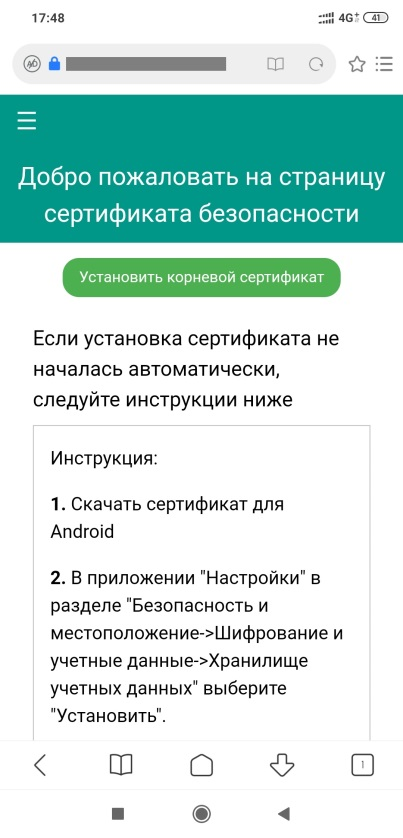 17:48
4G
41
Добро пожаловать на страницу
сертификата безопасности
Установить корневой сертификат
Если установка сертификата не
началась автоматически,
следуйте инструкции ниже
Инструкция:
1. Скачать сертификат для
Android
2. В приложении "Настройки" в
разделе "Безопасность и
местоположение->Шифрование и
учетные данные->Хранилище
учетных данных" выберите
"Установить".
1